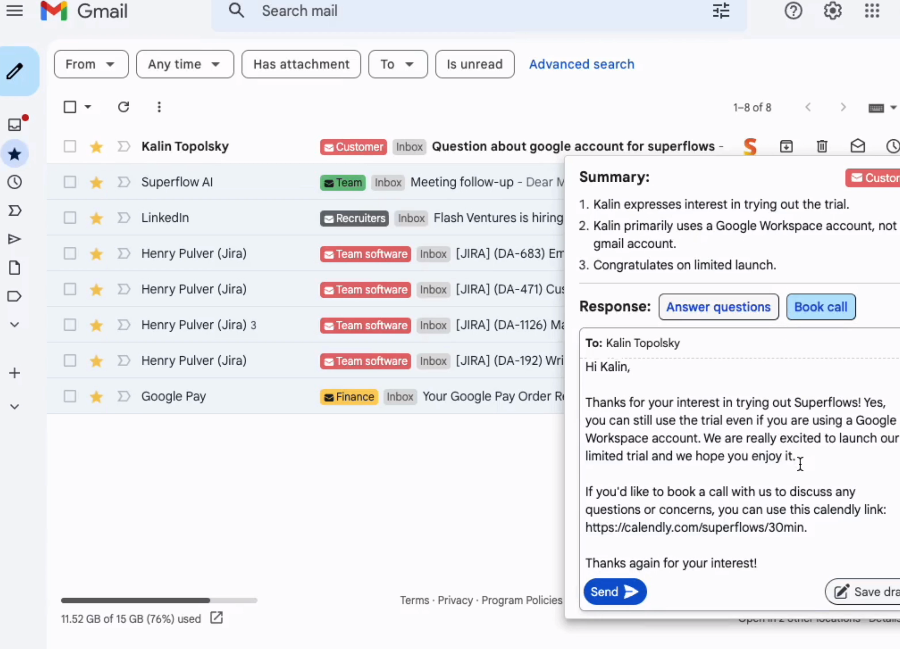 Gmail
Search mail
From
Any time
Has attachment
To
Is unread
Advanced search
1–8 of 8
Kalin Topolsky Customer Inbox Question about google account for superflows -
Superflow AI Team Inbox Meeting follow-up - Dear M
LinkedIn Recruiters Inbox Flash Ventures is hiring
Henry Pulver (Jira) Team software Inbox [JIRA] (DA-683) Em
Henry Pulver (Jira) Team software Inbox [JIRA] (DA-471) Cus
Henry Pulver (Jira) 3 Team software Inbox [JIRA] (DA-1126) Ma
Henry Pulver (Jira) Team software Inbox [JIRA] (DA-192) Wri
Google Pay Finance Inbox Your Google Pay Order Re
Summary:
Custor
1. Kalin expresses interest in trying out the trial.
2. Kalin primarily uses a Google Workspace account, not
gmail account.
3. Congratulates on limited launch.
Response: Answer questions Book call
To: Kalin Topolsky
Hi Kalin,
Thanks for your interest in trying out Superflows! Yes,
you can still use the trial even if you are using a Google
Workspace account. We are really excited to launch our
limited trial and we hope you enjoy it.
If you'd like to book a call with us to discuss any
questions or concerns, you can use this calendly link:
https://calendly.com/superflows/30min.
Thanks again for your interest!
Send
Save dra
11.52 GB of 15 GB (76%) used
Terms · Privacy · Program Policies